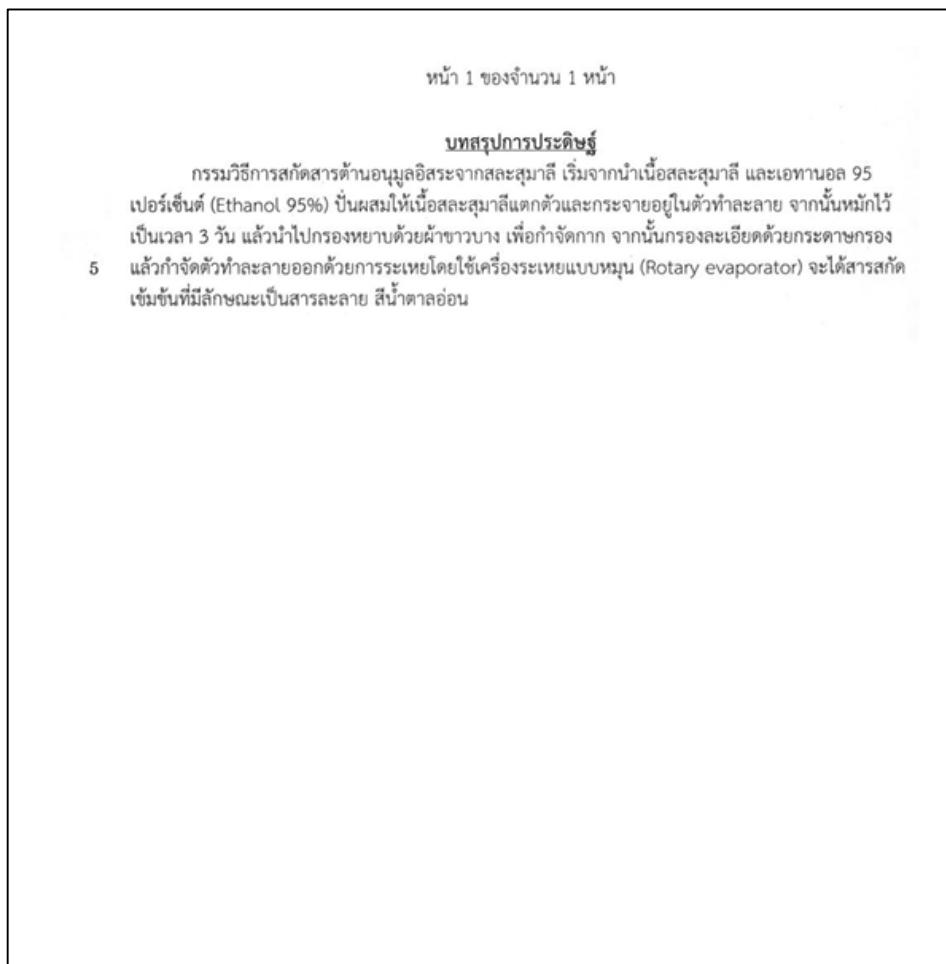 หน้า 1 ของจำนวน 1 หน้า
บทสรุปการประดิษฐ์
กรรมวิธีการสกัดสารต้านอนุมูลอิสระจากสละสุมาลี เริ่มจากนำเนื้อสละสุมาลี และเอทานอล 95
เปอร์เซ็นต์ (Ethanol 95%) ปั่นผสมให้เนื้อสละสุมาลีแตกตัวและกระจายอยู่ในตัวทำละลาย จากนั้นหมักไว้
เป็นเวลา 3 วัน แล้วนำไปกรองหยาบด้วยผ้าขาวบาง เพื่อกำจัดกาก จากนั้นกรองละเอียดด้วยกระดาษกรอง
5 แล้วกำจัดตัวทำละลายออกด้วยการระเหยโดยใช้เครื่องระเหยแบบหมุน (Rotary evaporator) จะได้สารสกัด
เข้มข้นที่มีลักษณะเป็นสารละลาย สีน้ำตาลอ่อน